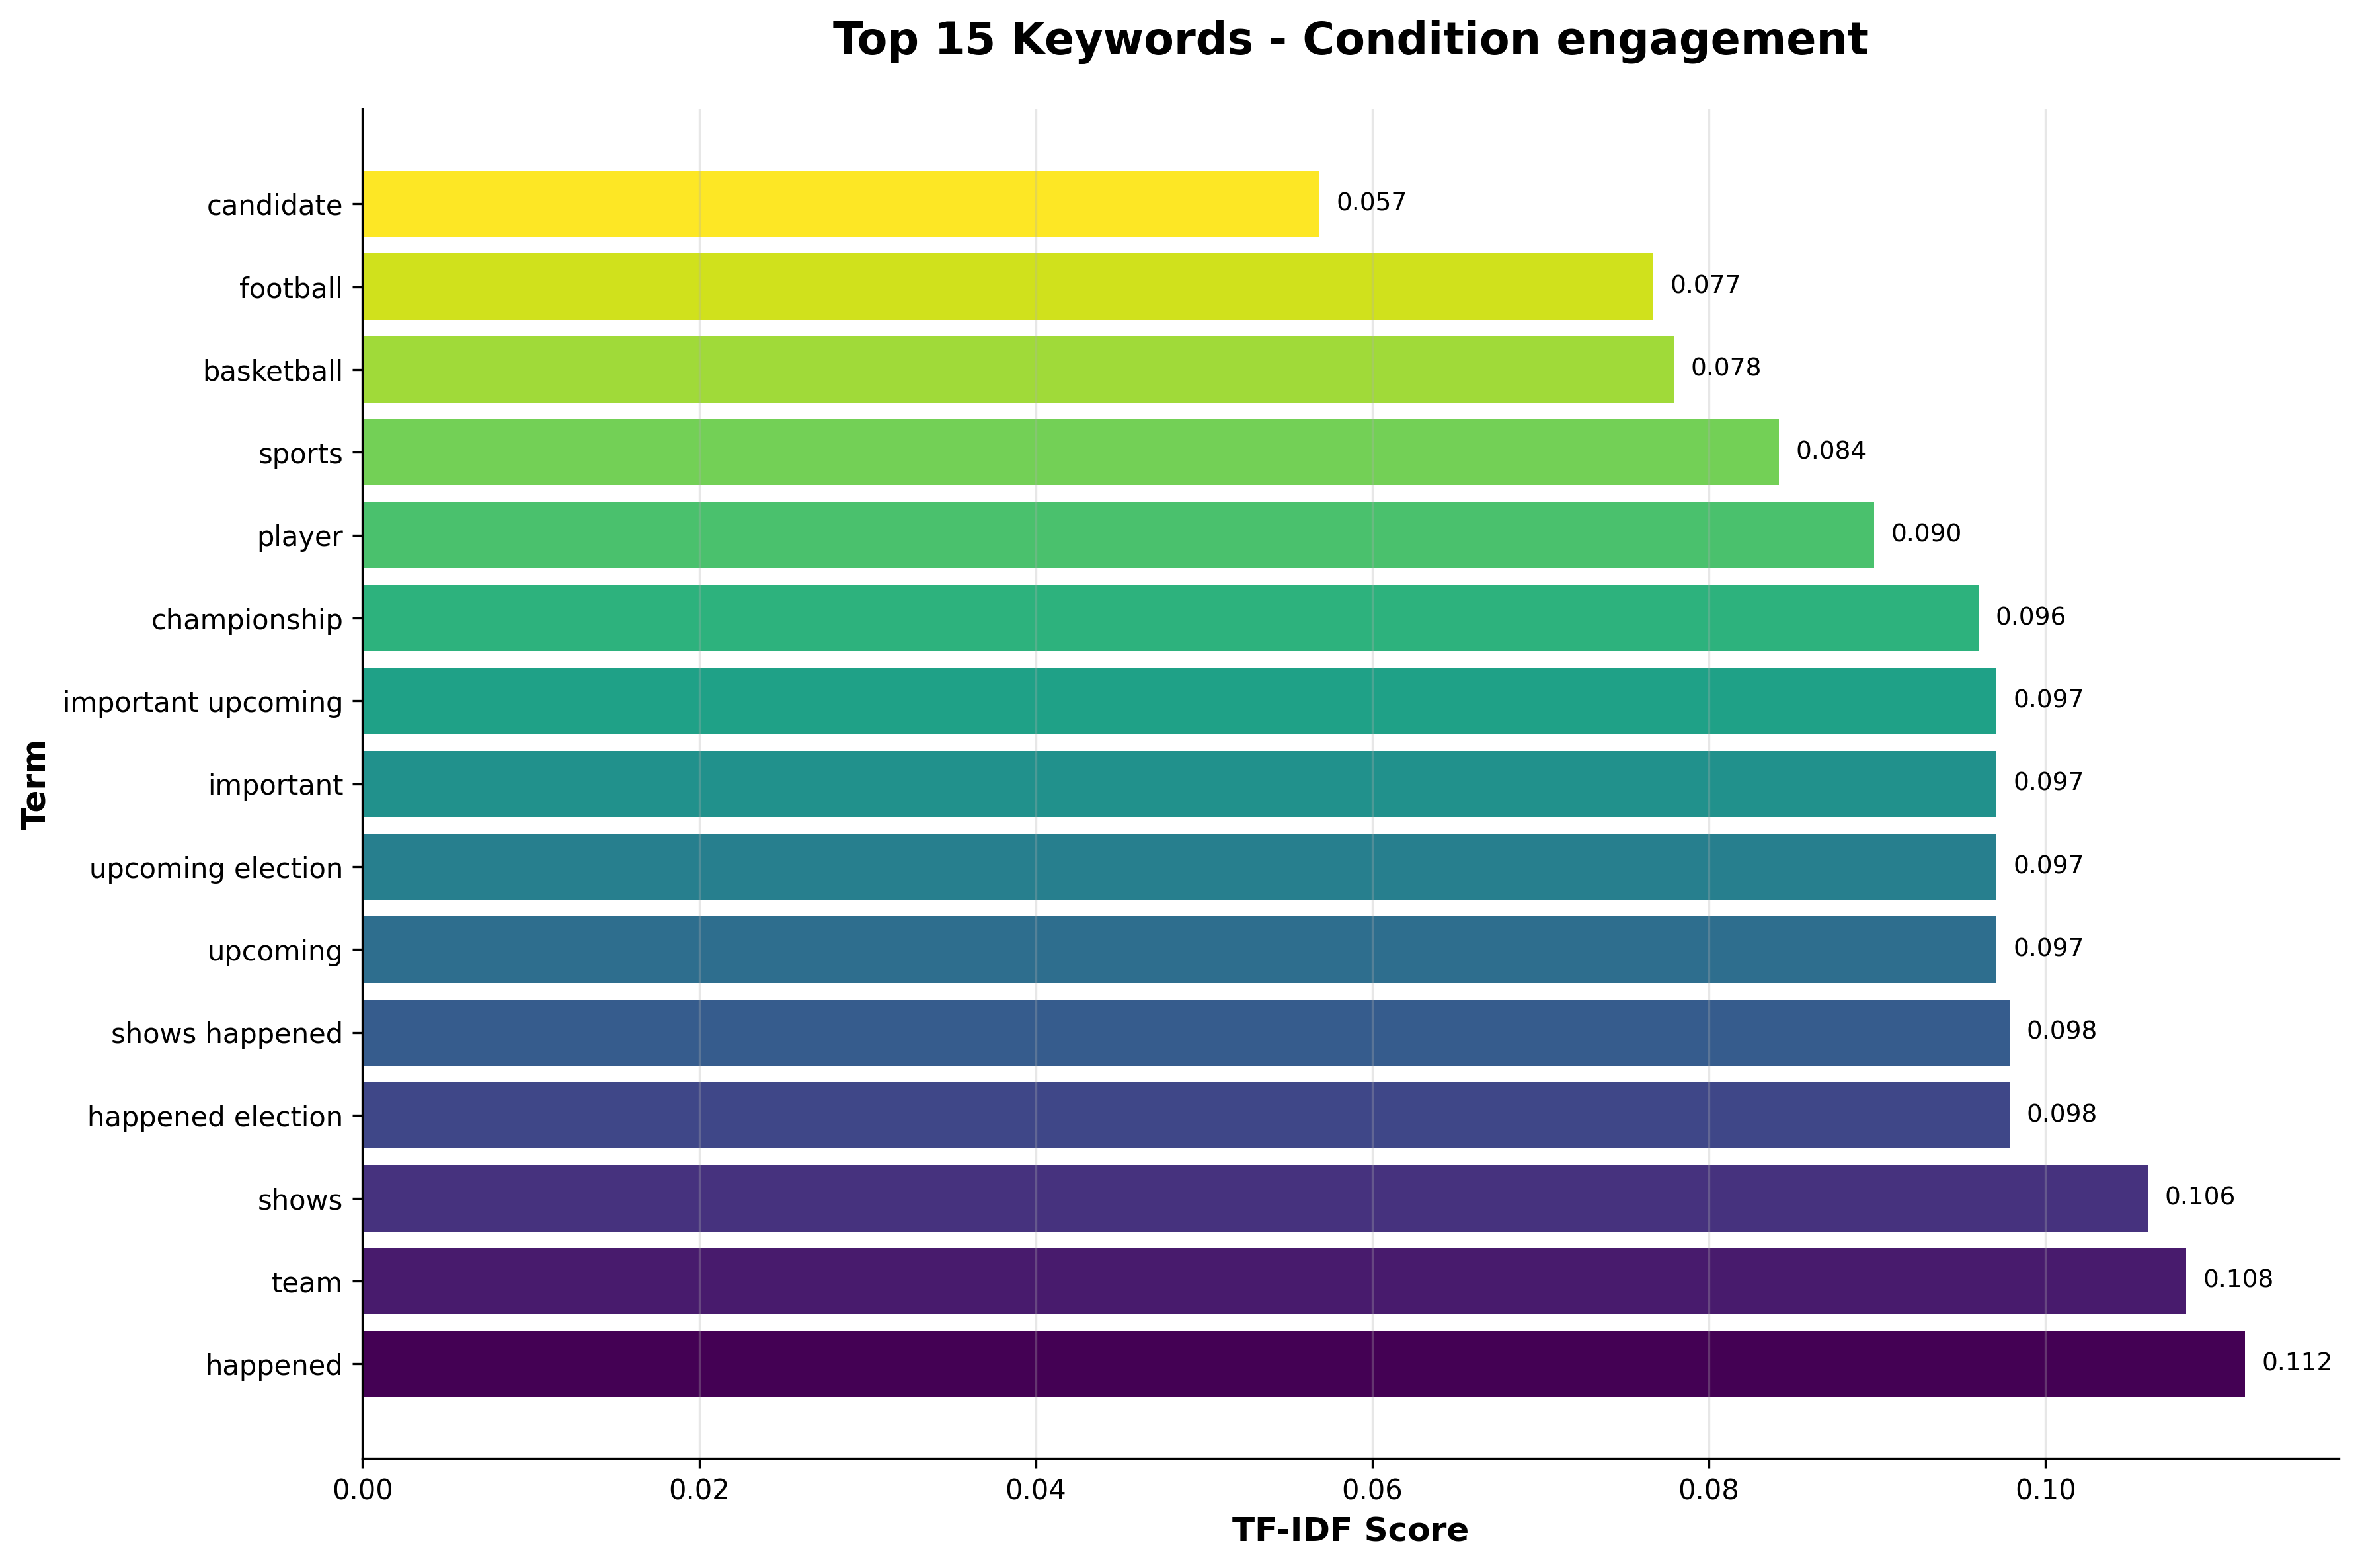 Top 15 Keywords - Condition engagement
candidate 0.057
football 0.077
basketball 0.078
sports 0.084
player 0.090
championship 0.096
important upcoming 0.097
important 0.097
upcoming election 0.097
upcoming 0.097
shows happened 0.098
happened election 0.098
shows 0.106
team 0.108
happened 0.112
Term
0.00 0.02 0.04 0.06 0.08 0.10
TF-IDF Score